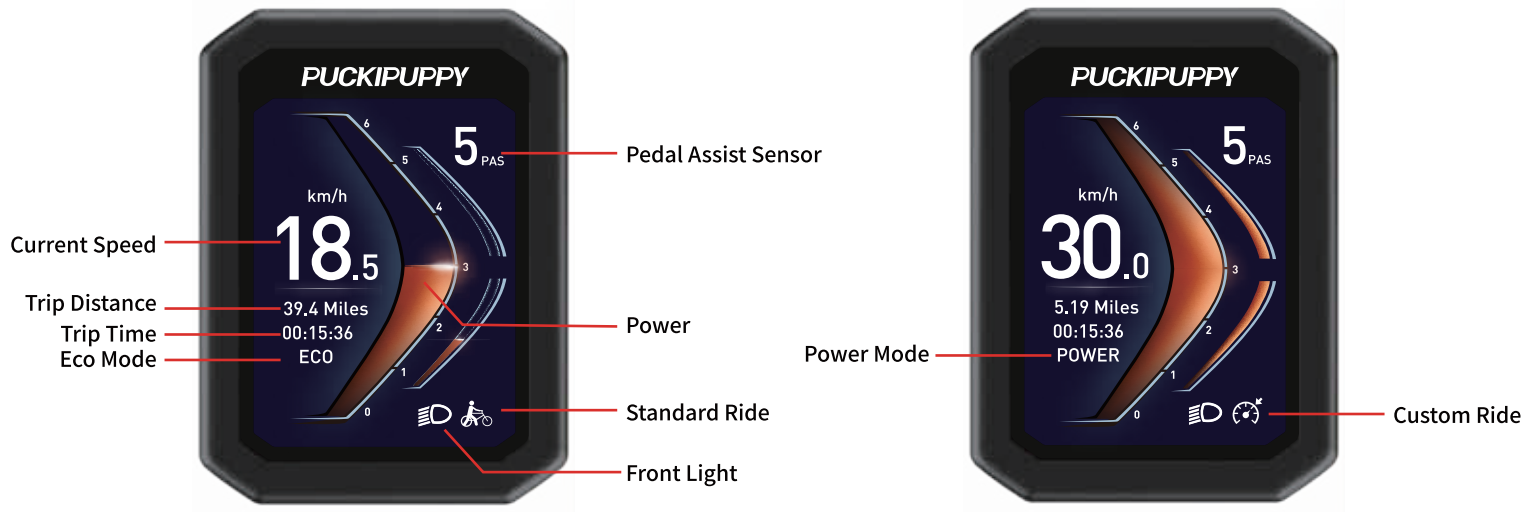 PUCKIPUPPY
6
5 PAS
5
Pedal Assist Sensor
km/h
4
Current Speed
18.5
3
Trip Distance
39.4 Miles
Trip Time
00:15:36
2
Power
Eco Mode
ECO
1
0
Standard Ride
Front Light
PUCKIPUPPY
6
5 PAS
5
km/h
4
30.0
3
5.19 Miles
00:15:36
2
Power Mode
POWER
1
0
Custom Ride